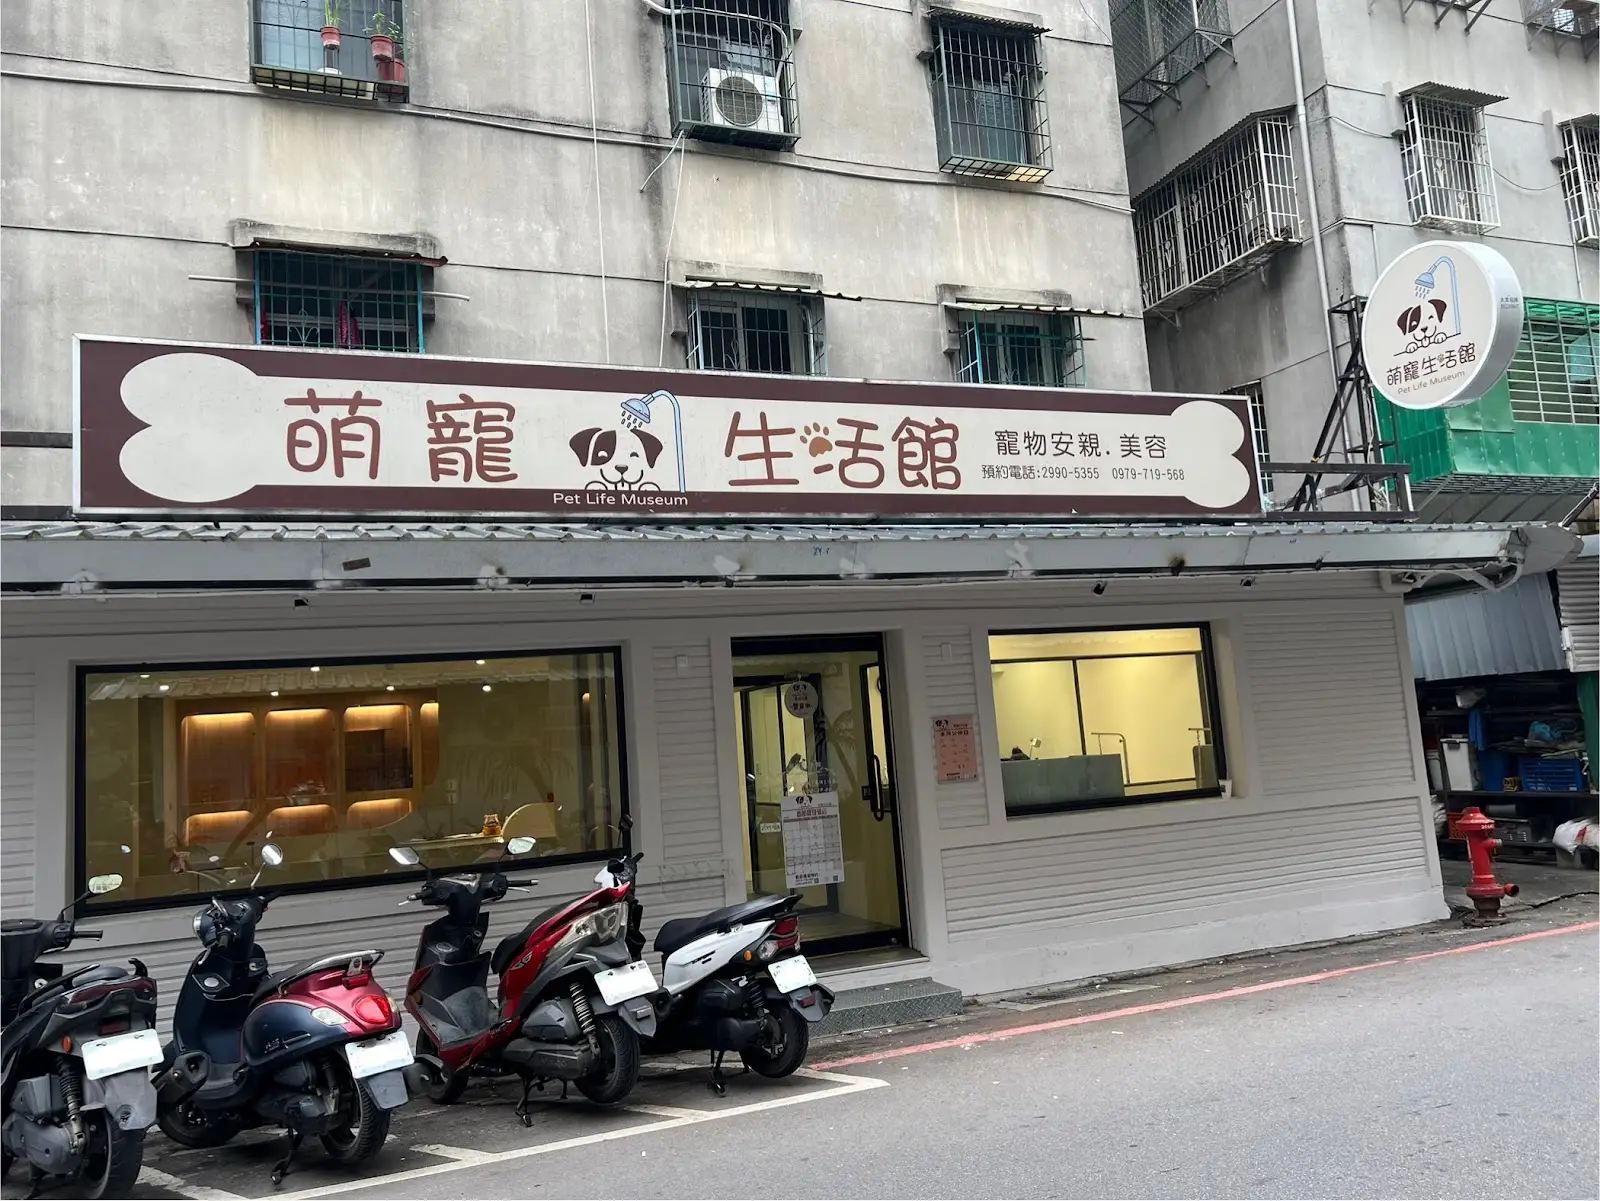 萌寵生活館
Pet Life Museum
寵物安親.美容
預約電話:2990-5355 0979-719-568
萌寵生活館
Pet Life Museum